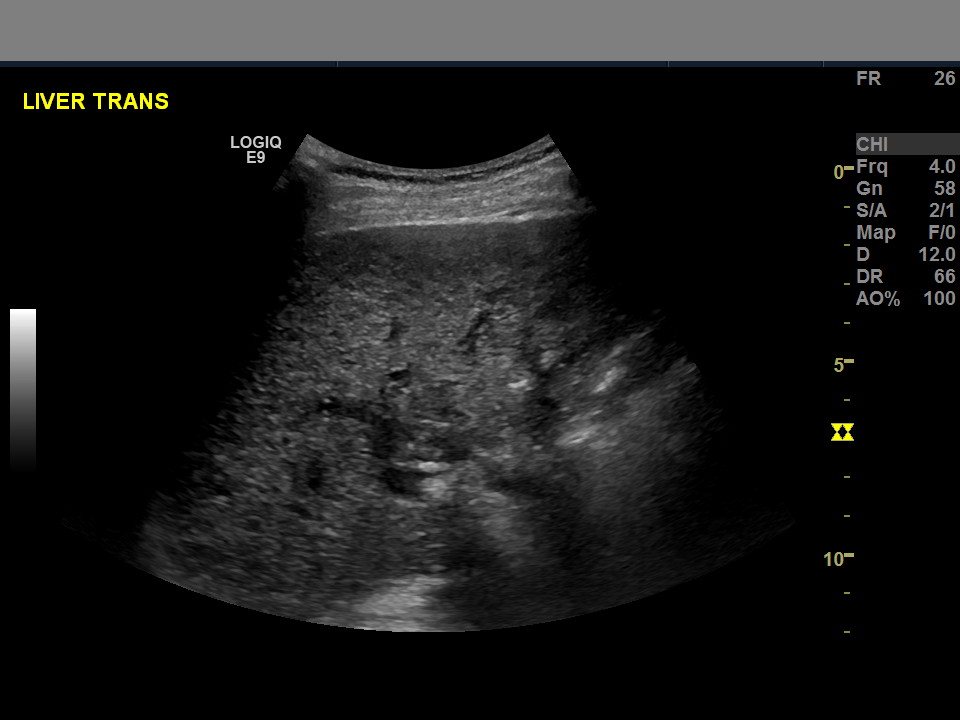 LIVER TRANS
LOGIQ
E9
FR 26
CHI
Frq 4.0
Gn 58
S/A 2/1
Map F/0
D 12.0
DR 66
AO% 100
0
5
10